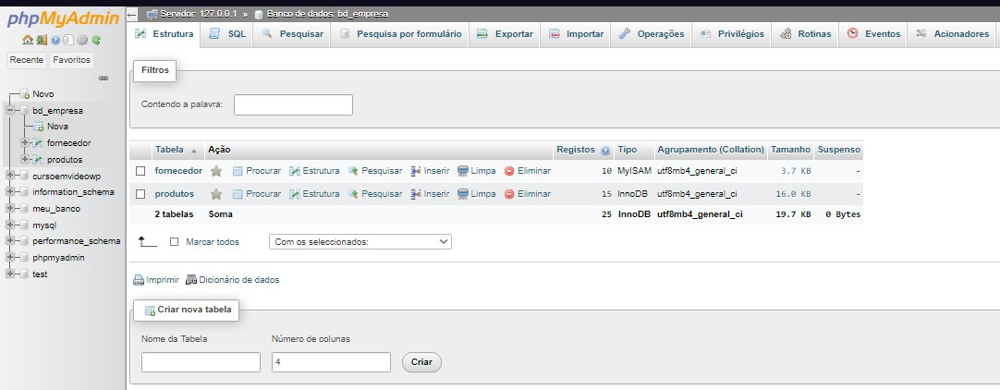 phpMyAdmin
Recente Favoritos
Novo
bd_empresa
Nova
fornecedor
produtos
cursoemvideowp
information_schema
meu_banco
mysql
performance_schema
phpmyadmin
test
Servidor: 127.0.0.1 » Banco de dados: bd_empresa
Estrutura SQL Pesquisar Pesquisa por formulário Exportar Importar Operações Privilégios Rotinas Eventos Acionadores
Filtros
Contendo a palavra:
Tabela Ação Registos Tipo Agrupamento (Collation) Tamanho Suspenso
fornecedor Procurar Estrutura Pesquisar Inserir Limpa Eliminar 10 MyISAM utf8mb4_general_ci 3.7 KB -
produtos Procurar Estrutura Pesquisar Inserir Limpa Eliminar 15 InnoDB utf8mb4_general_ci 16.0 KB -
2 tabelas Soma 25 InnoDB utf8mb4_general_ci 19.7 KB 0 Bytes
Marcar todos Com os seleccionados:
Imprimir Dicionário de dados
Criar nova tabela
Nome da Tabela Número de colunas
4 Criar